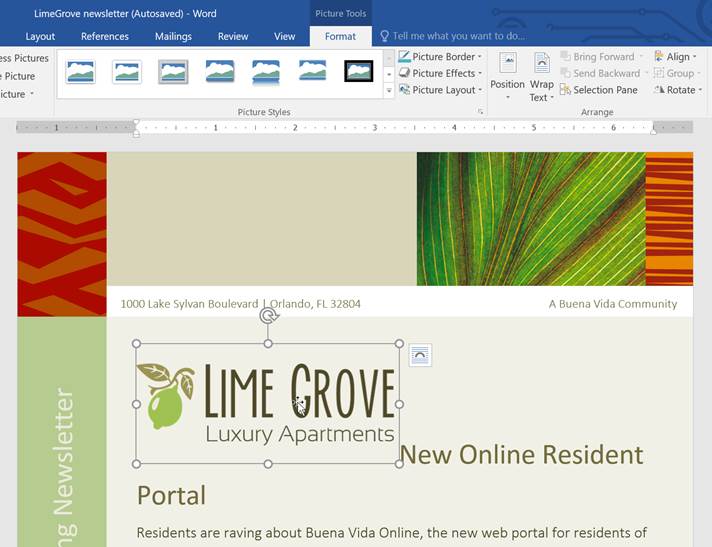 LimeGrove newsletter (Autosaved) - Word
Picture Tools
Layout References Mailings Review View Format Tell me what you want to do...
ess Pictures
e Picture
icture
Picture Border
Picture Effects
Picture Layout
Picture Styles
Position
Wrap
Text
Bring Forward
Send Backward
Selection Pane
Align
Group
Rotate
Arrange
1 1 2 3 4 5 6
1000 Lake Sylvan Boulevard | Orlando, FL 32804
A Buena Vida Community
LIME GROVE
Luxury Apartments
New Online Resident
Portal
Residents are raving about Buena Vida Online, the new web portal for residents of
ng Newsletter